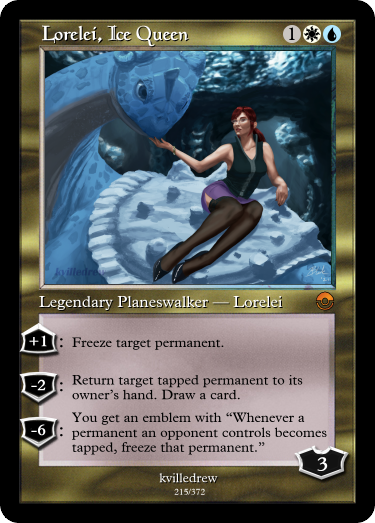 Lorelei, Ice Queen
1
kvilledrew
Legendary Planeswalker — Lorelei
+1: Freeze target permanent.
-2: Return target tapped permanent to its
owner's hand. Draw a card.
-6: You get an emblem with “Whenever a
permanent an opponent controls becomes
tapped, freeze that permanent.”
3
kvilledrew
215/372